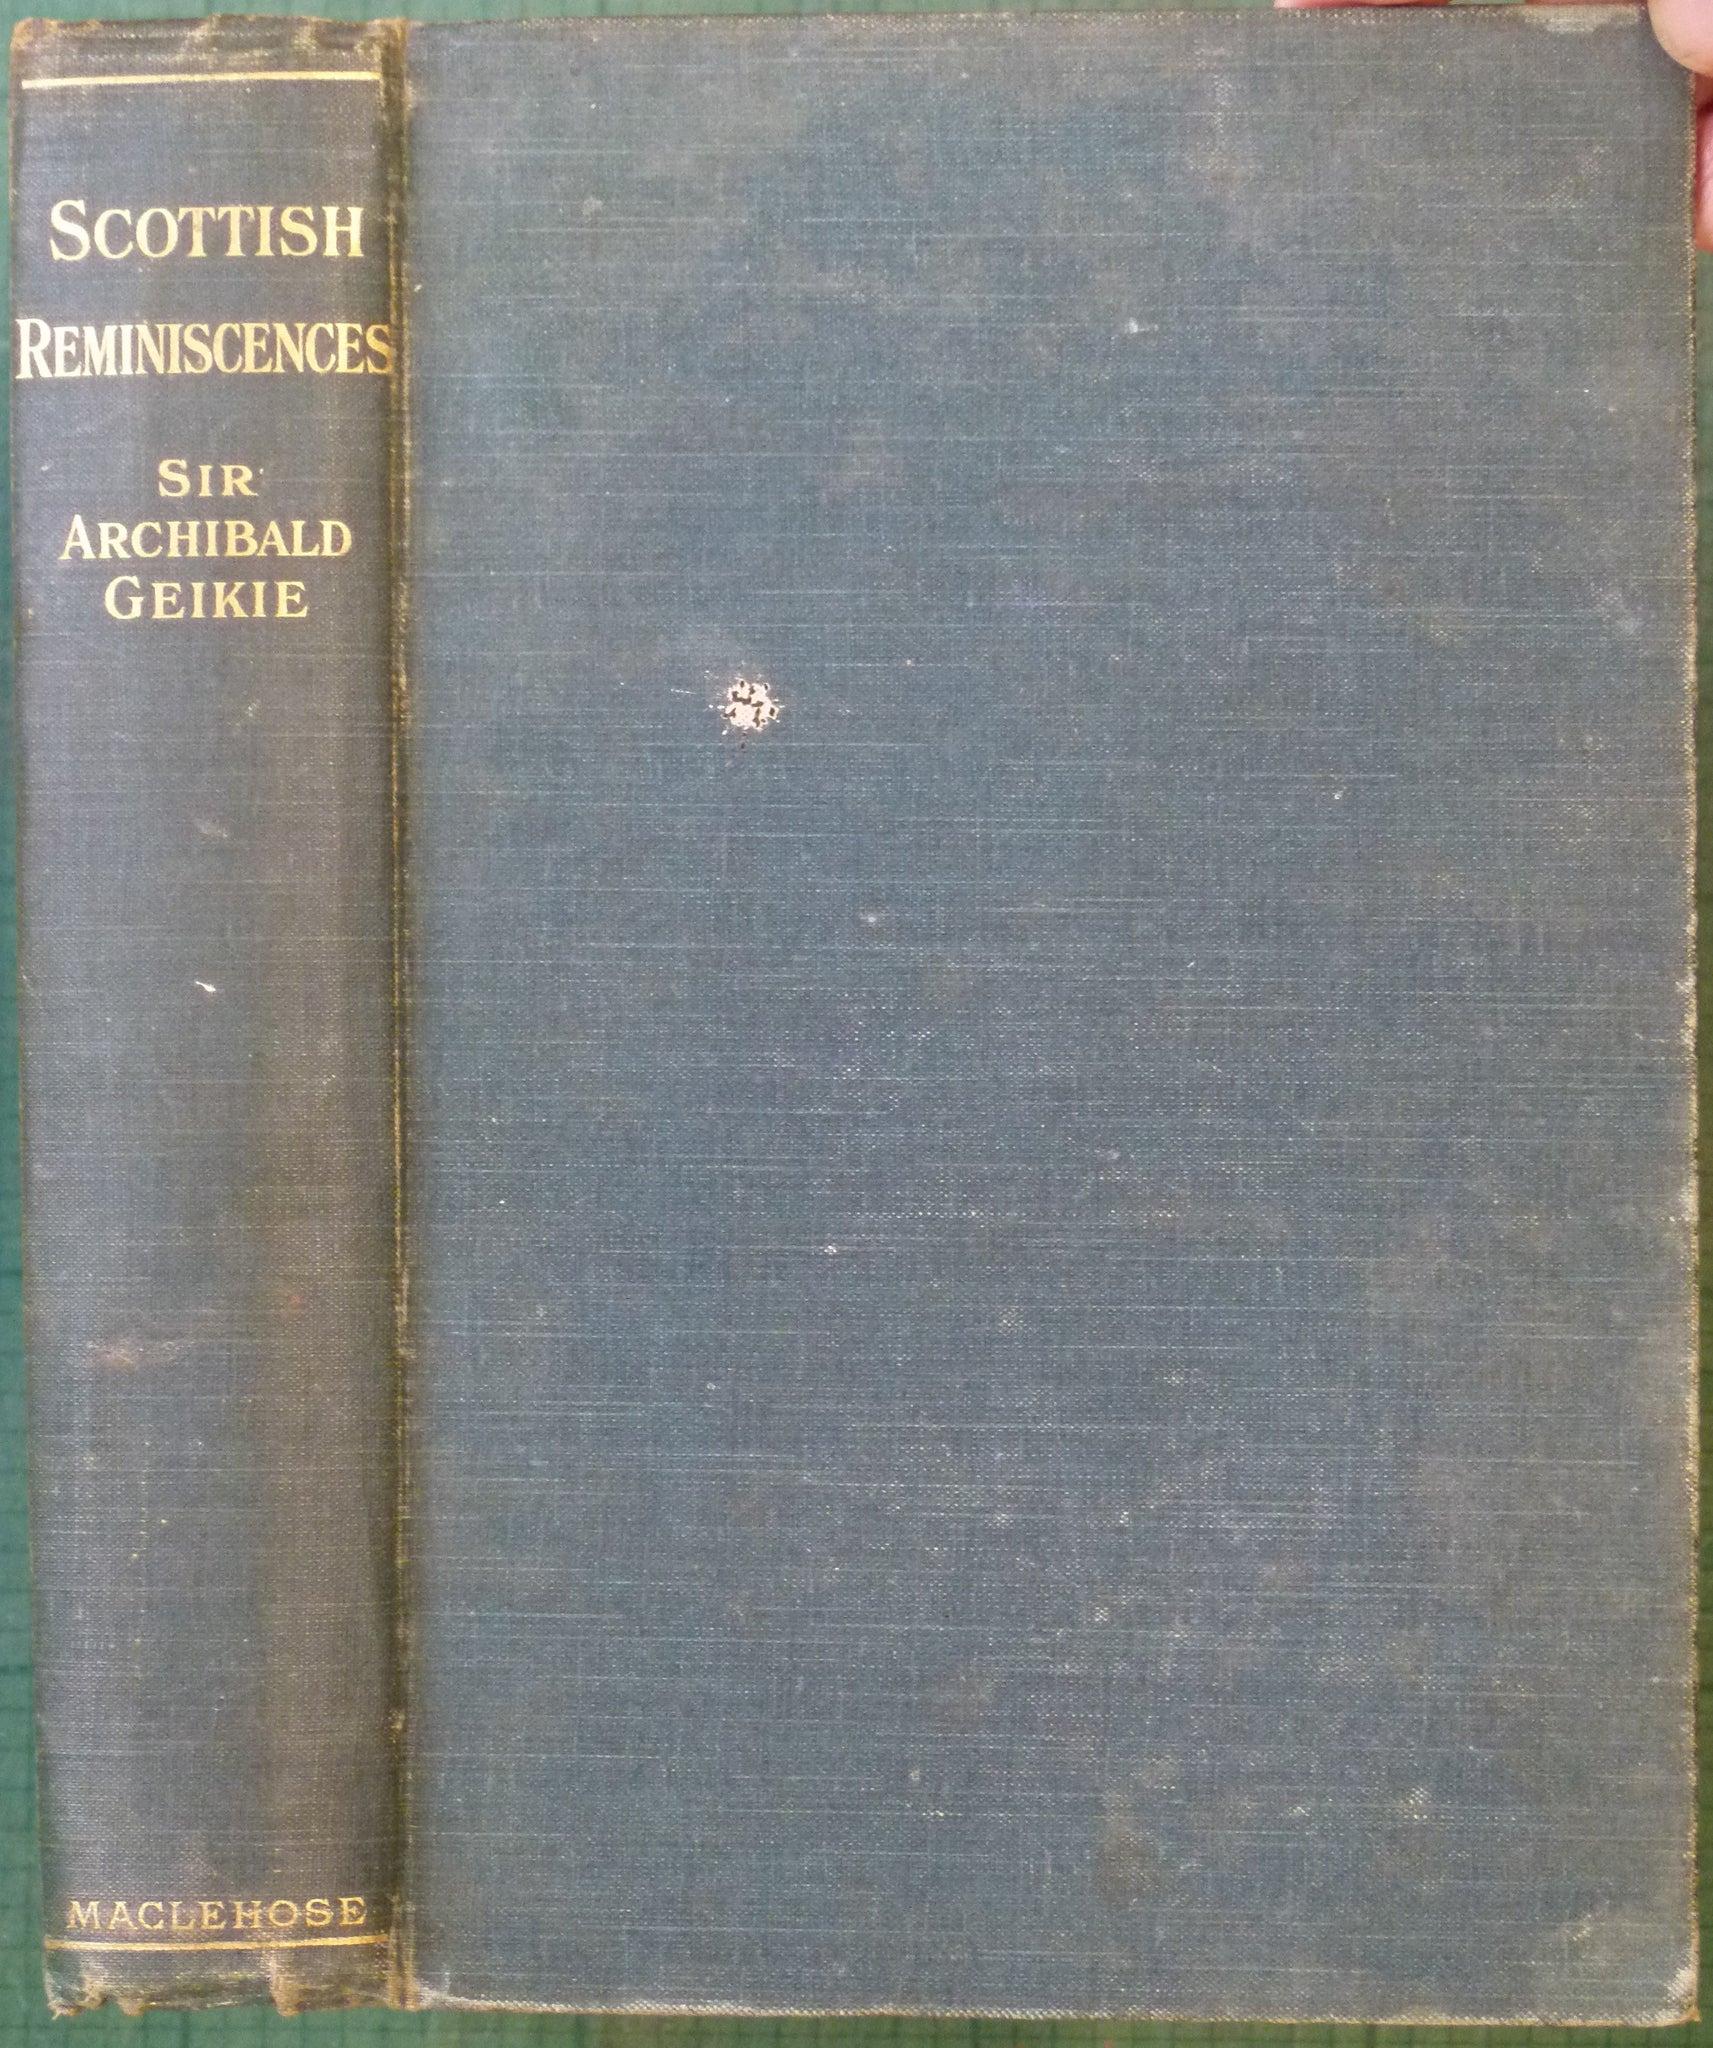 SCOTTISH
REMINISCENCES
SIR
ARCHIBALD
GEIKIE
MACLEHOSE